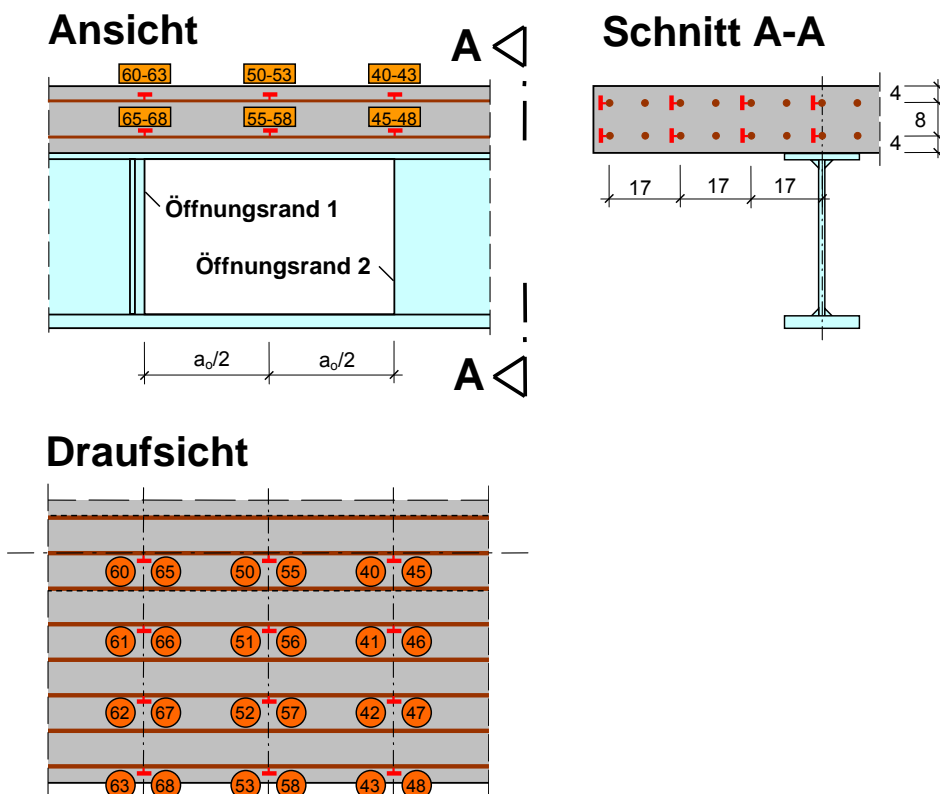 Ansicht
A
60-63 50-53 40-43
65-68 55-58 45-48
Öffnungsrand 1
Öffnungsrand 2
aₒ/2 aₒ/2
A
Schnitt A-A
4
8
4
17 17 17
Draufsicht
60 65 50 55 40 45
61 66 51 56 41 46
62 67 52 57 42 47
63 68 53 58 43 48